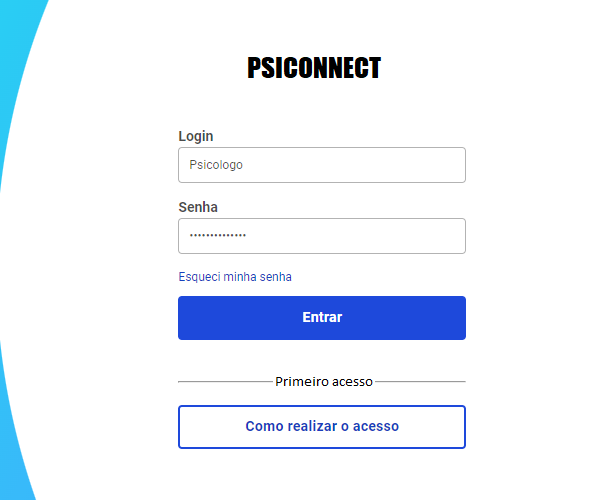 PSICONNECT
Login
Psicologo
Senha
••••••••••••••
Esqueci minha senha
Entrar
Primeiro acesso
Como realizar o acesso